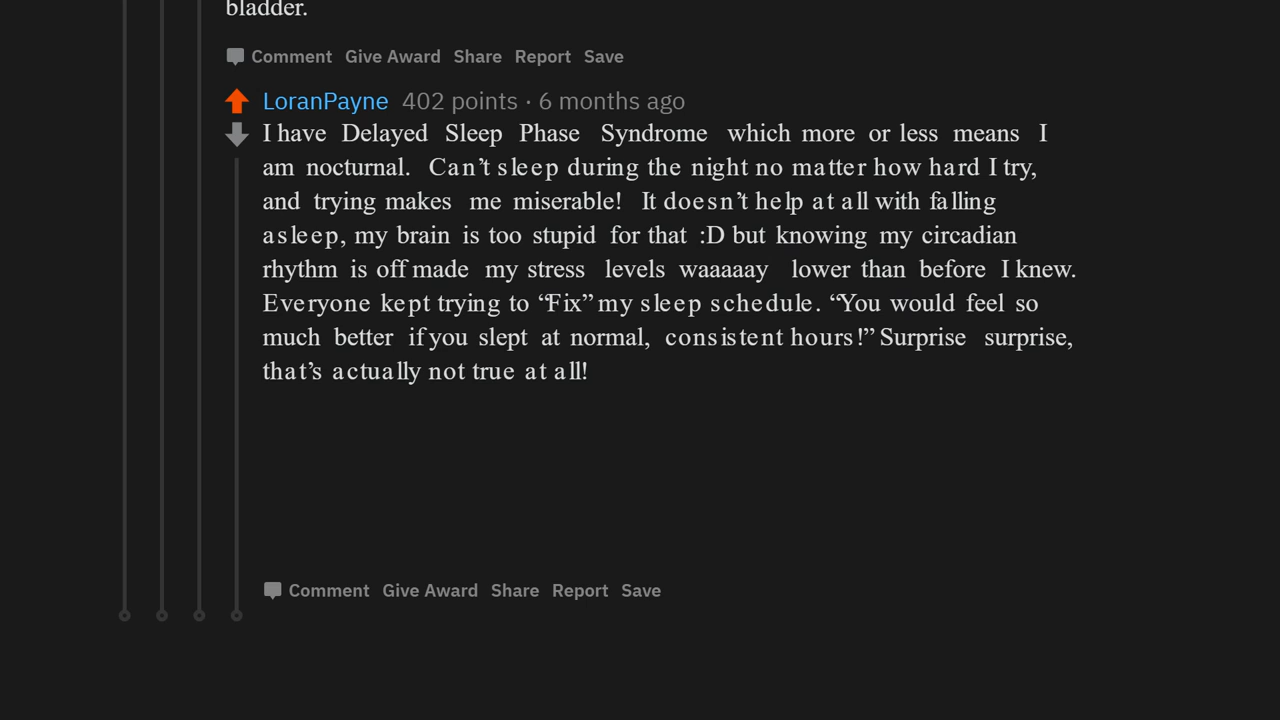 bladder.
Comment Give Award Share Report Save
LoranPayne 402 points · 6 months ago
I have Delayed Sleep Phase Syndrome which more or less means I
am nocturnal. Can’t sleep during the night no matter how hard I try,
and trying makes me miserable! It doesn’t help at all with falling
asleep, my brain is too stupid for that :D but knowing my circadian
rhythm is off made my stress levels waaaaay lower than before I knew.
Everyone kept trying to “Fix” my sleep schedule. “You would feel so
much better if you slept at normal, consistent hours!” Surprise surprise,
that’s actually not true at all!
Comment Give Award Share Report Save